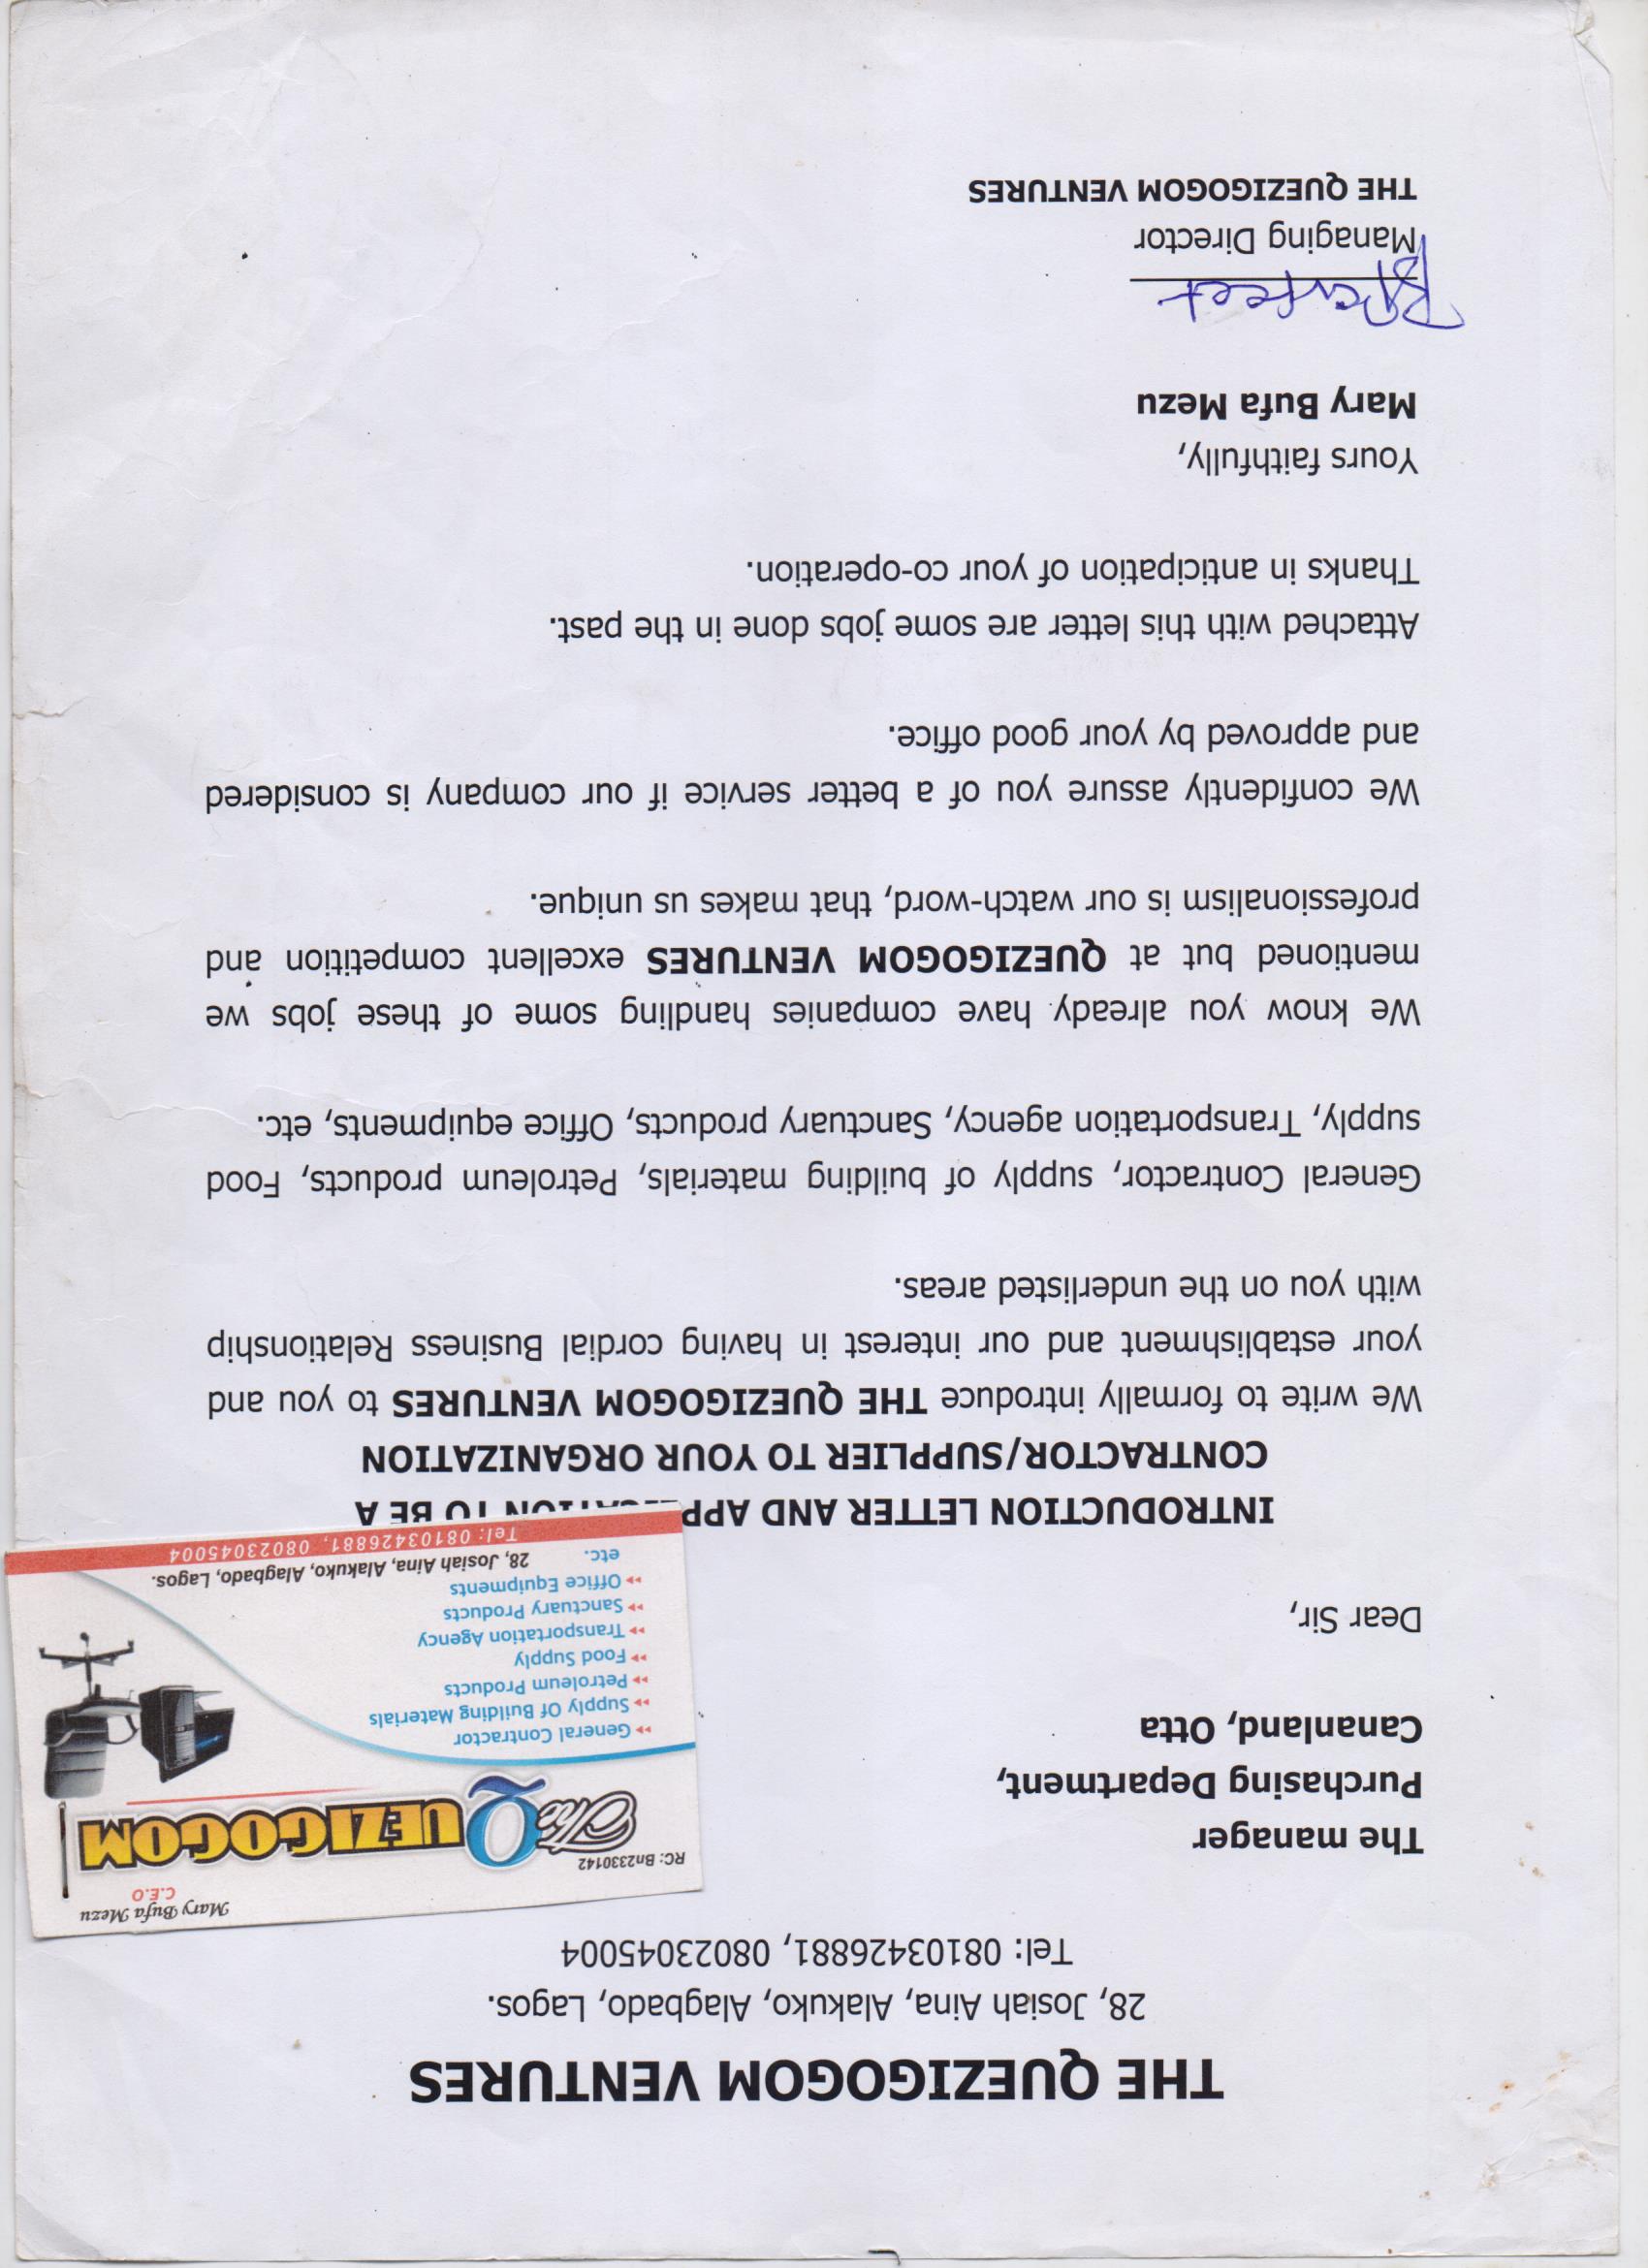 THE QUEZIGOGOM VENTURES
28, Josiah Aina, Alakuko, Alagbado, Lagos.
Tel: 08103426881, 08023045004
Mary Bufa Mezu
C.E.O
RC: Bn2330142
The QUEZIGOGOM
General Contractor
Supply Of Building Materials
Petroleum Products
Food Supply
Transportation Agency
Sanctuary Products
Office Equipments
etc.
28, Josiah Aina, Alakuko, Alagbado, Lagos.
Tel: 08103426881, 08023045004
The manager
Purchasing Department,
Cananland, Otta
Dear Sir,
INTRODUCTION LETTER AND APPLICATION TO BE A
CONTRACTOR/SUPPLIER TO YOUR ORGANIZATION
We write to formally introduce THE QUEZIGOGOM VENTURES to you and
your establishment and our interest in having cordial Business Relationship
with you on the underlisted areas.
General Contractor, supply of building materials, Petroleum products, Food
supply, Transportation agency, Sanctuary products, Office equipments, etc.
We know you already have companies handling some of these jobs we
mentioned but at QUEZIGOGOM VENTURES excellent competition and
professionalism is our watch-word, that makes us unique.
We confidently assure you of a better service if our company is considered
and approved by your good office.
Attached with this letter are some jobs done in the past.
Thanks in anticipation of your co-operation.
Yours faithfully,
Mary Bufa Mezu
Managing Director
THE QUEZIGOGOM VENTURES